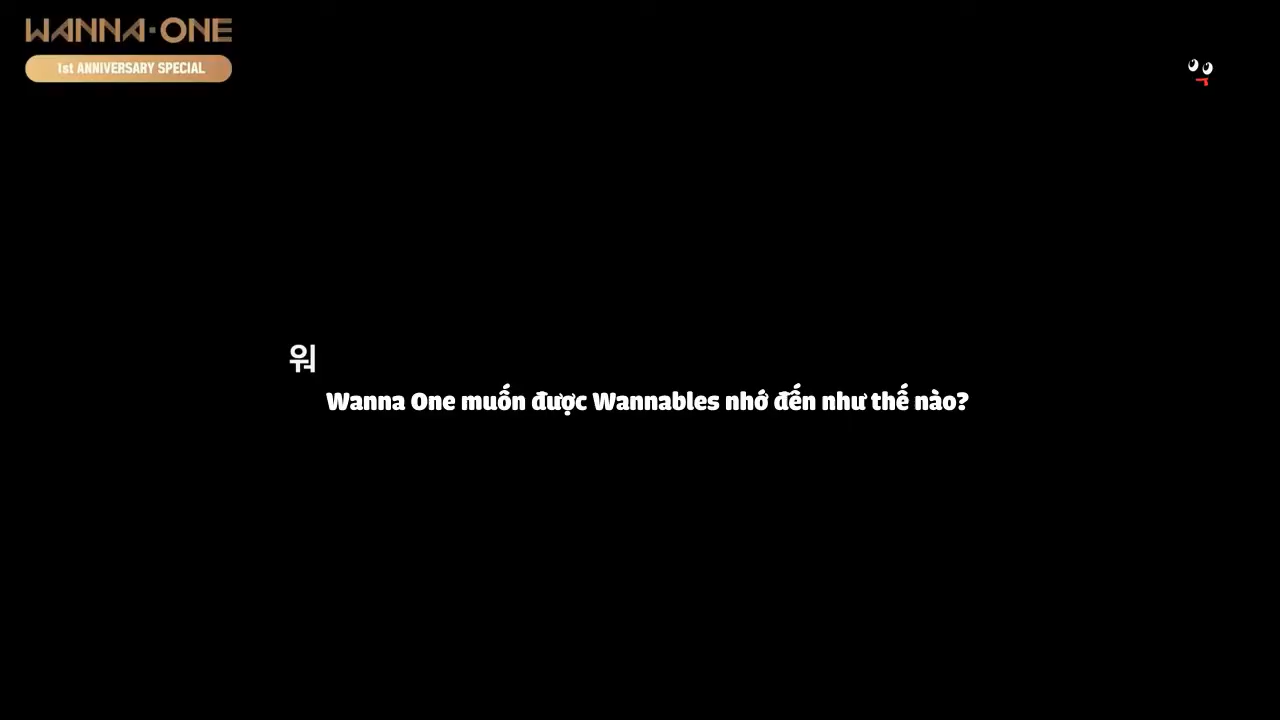 WANNA·ONE
1st ANNIVERSARY SPECIAL
워
Wanna One muốn được Wannables nhớ đến như thế nào?